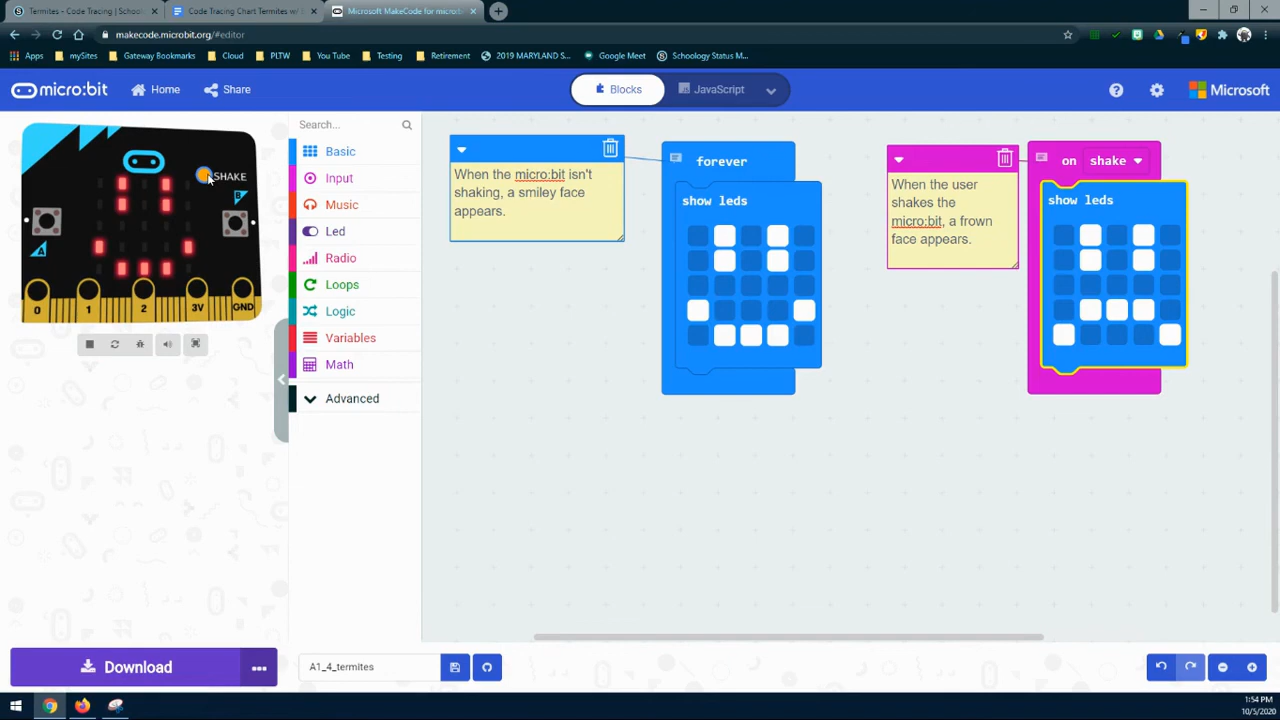 Termites - Code Tracing | School
Code Tracing Chart Termites w/
Microsoft MakeCode for micro:bit
makecode.microbit.org/#editor
Apps
mySites
Gateway Bookmarks
Cloud
PLTW
You Tube
Testing
Retirement
2019 MARYLAND S...
Google Meet
Schoology Status M...
micro:bit
Home
Share
Blocks
JavaScript
Microsoft
Search...
Basic
Input
Music
Led
Radio
Loops
Logic
Variables
Math
Advanced
SHAKE
A
B
0
1
2
3V
GND
When the micro:bit isn't
shaking, a smiley face
appears.
forever
show leds
When the user
shakes the
micro:bit, a frown
face appears.
on shake
show leds
Download
A1_4_termites
1:54 PM
10/5/2020